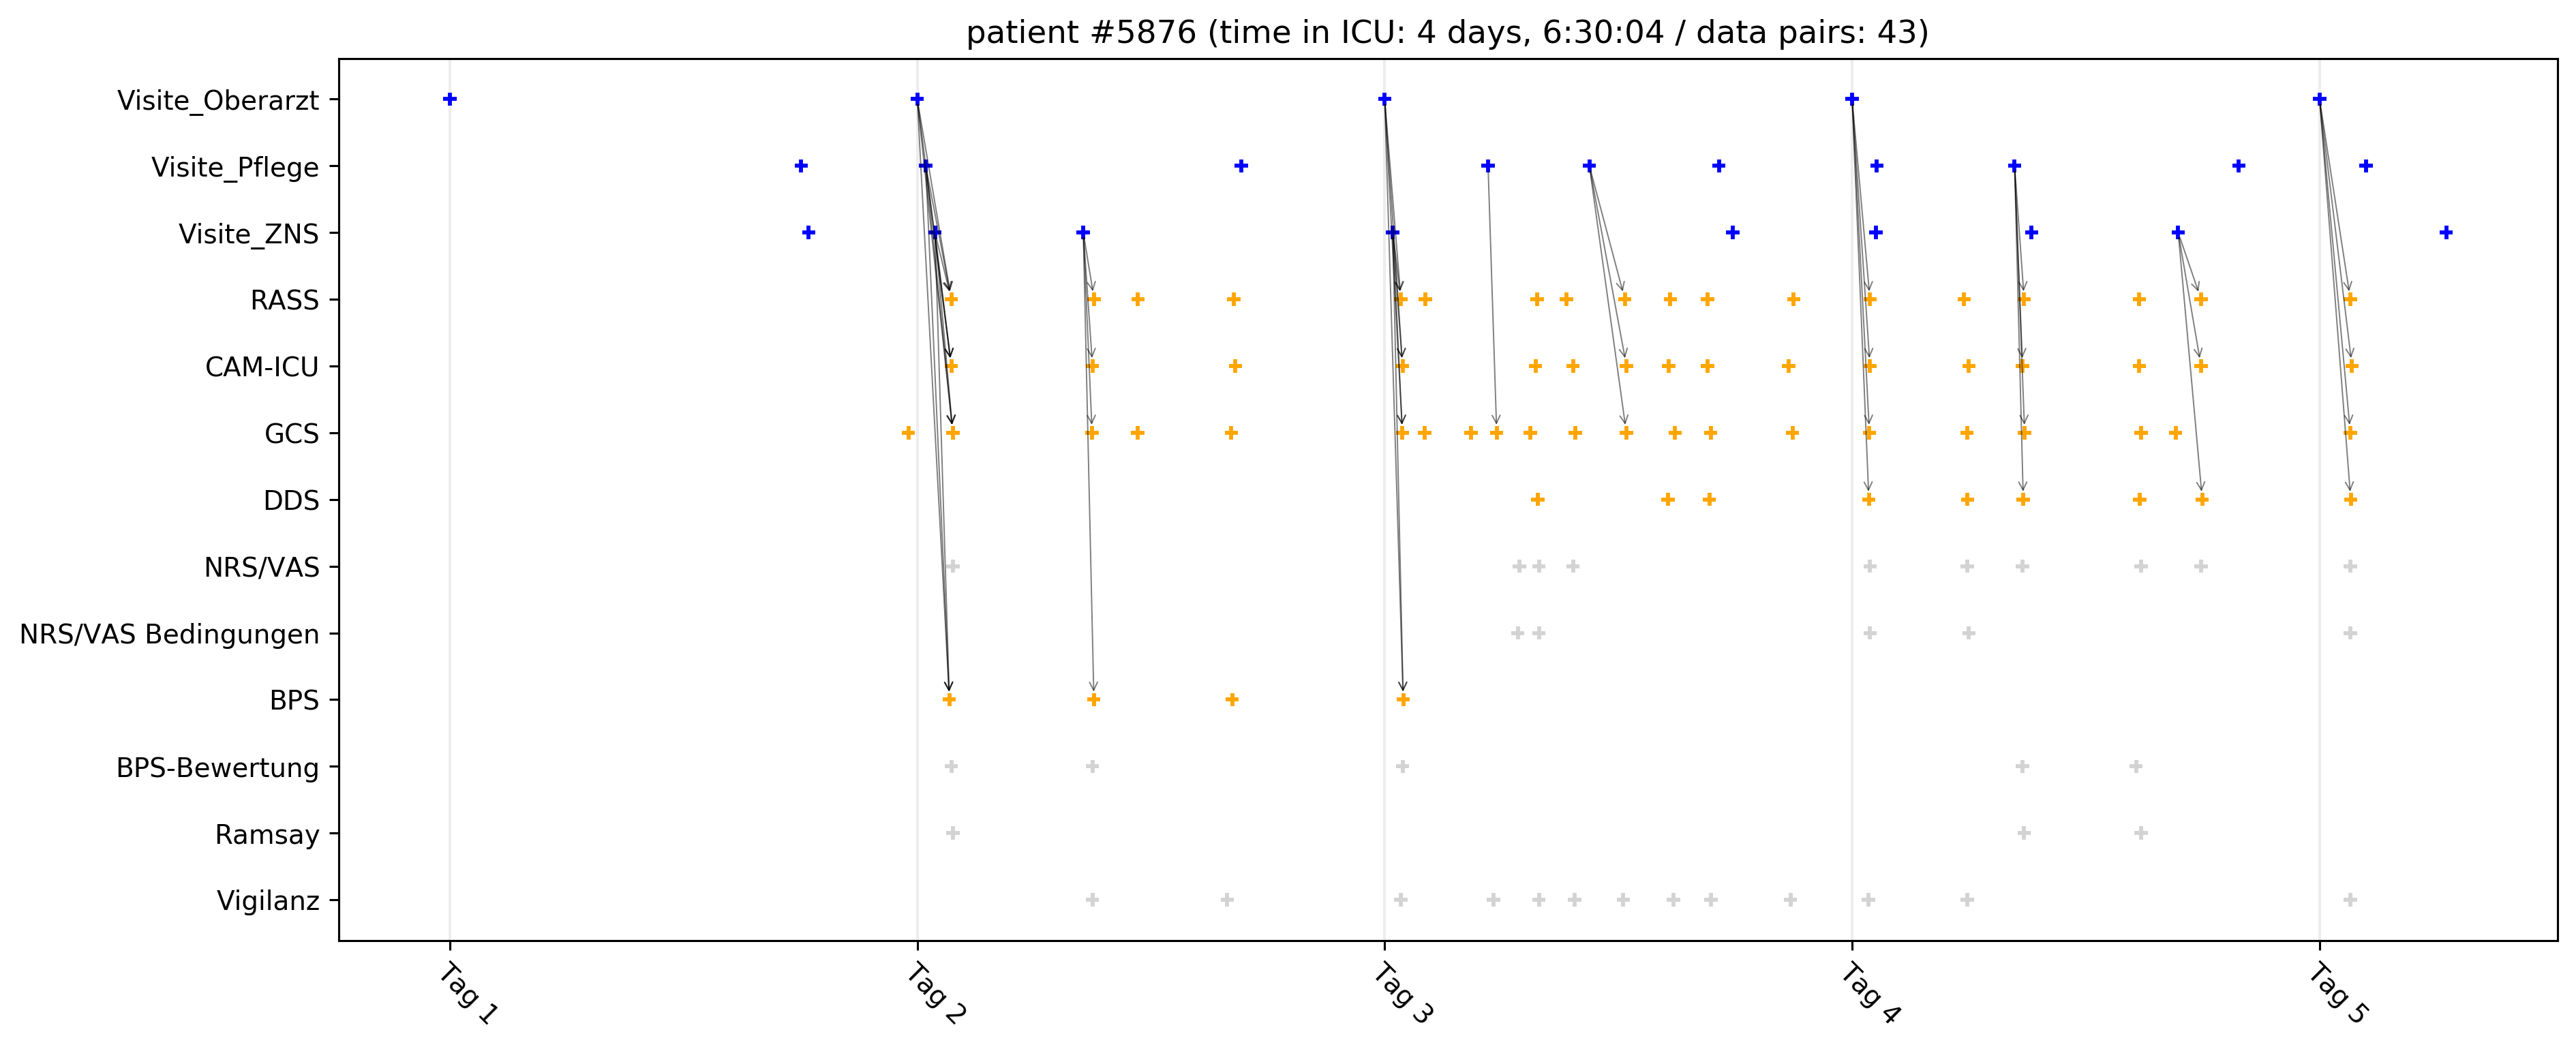 patient #5876 (time in ICU: 4 days, 6:30:04 / data pairs: 43)
Visite_Oberarzt
Visite_Pflege
Visite_ZNS
RASS
CAM-ICU
GCS
DDS
NRS/VAS
NRS/VAS Bedingungen
BPS
BPS-Bewertung
Ramsay
Vigilanz
Tag 1
Tag 2
Tag 3
Tag 4
Tag 5